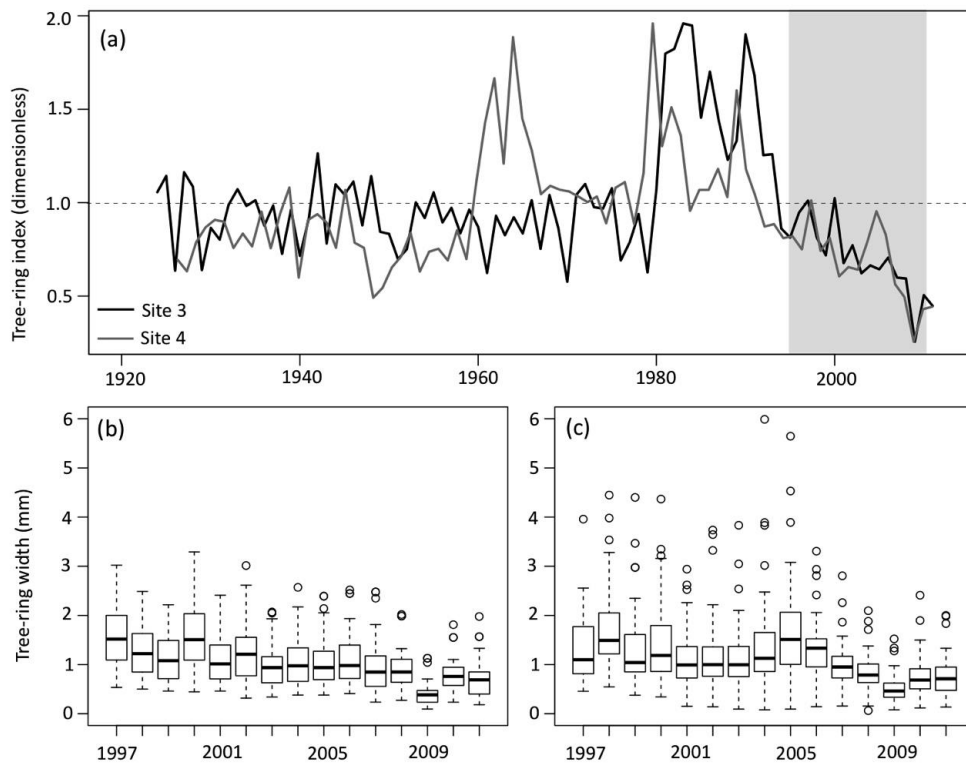 (a)
Tree-ring index (dimensionless)
2.0
1.5
1.0
0.5
Site 3
Site 4
1920 1940 1960 1980 2000
Tree-ring width (mm)
(b)
6
5
4
3
2
1
0
1997 2001 2005 2009
(c)
6
5
4
3
2
1
0
1997 2001 2005 2009